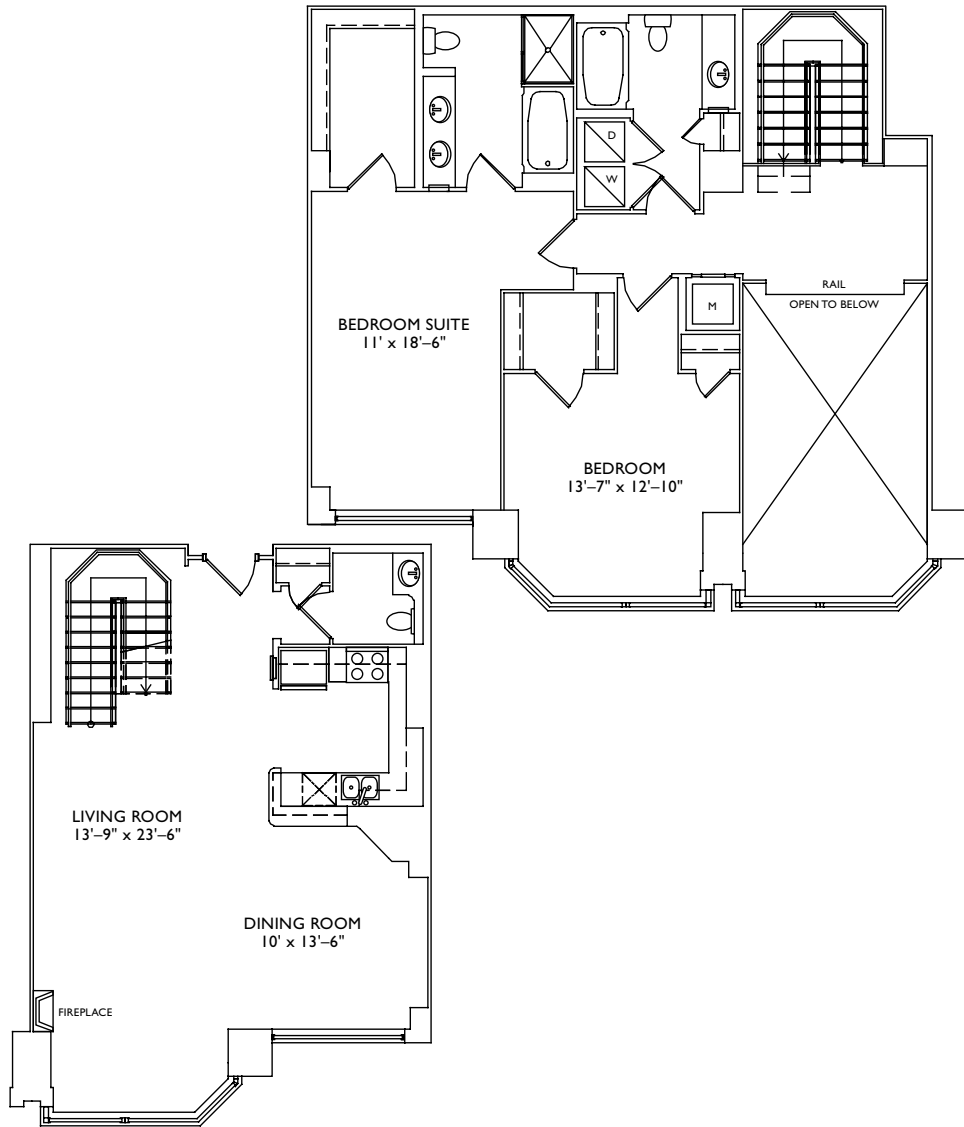 D
W
RAIL
OPEN TO BELOW
M
BEDROOM SUITE
11' x 18'–6"
BEDROOM
13'–7" x 12'–10"
LIVING ROOM
13'–9" x 23'–6"
DINING ROOM
10' x 13'–6"
FIREPLACE